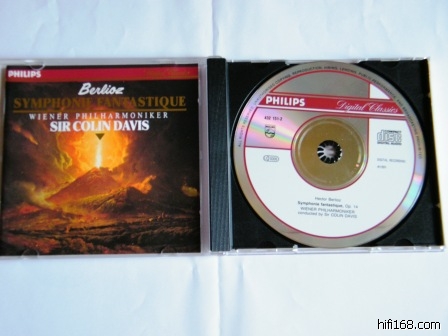 PHILIPS
Berlioz
SYMPHONIE FANTASTIQUE
WIENER PHILHARMONIKER
SIR COLIN DAVIS
PHILIPS
Digital Classics
Hector Berlioz
Symphonie fantastique, Op. 14
WIENER PHILHARMONIKER
conducted by Sir COLIN DAVIS
hifi168.com